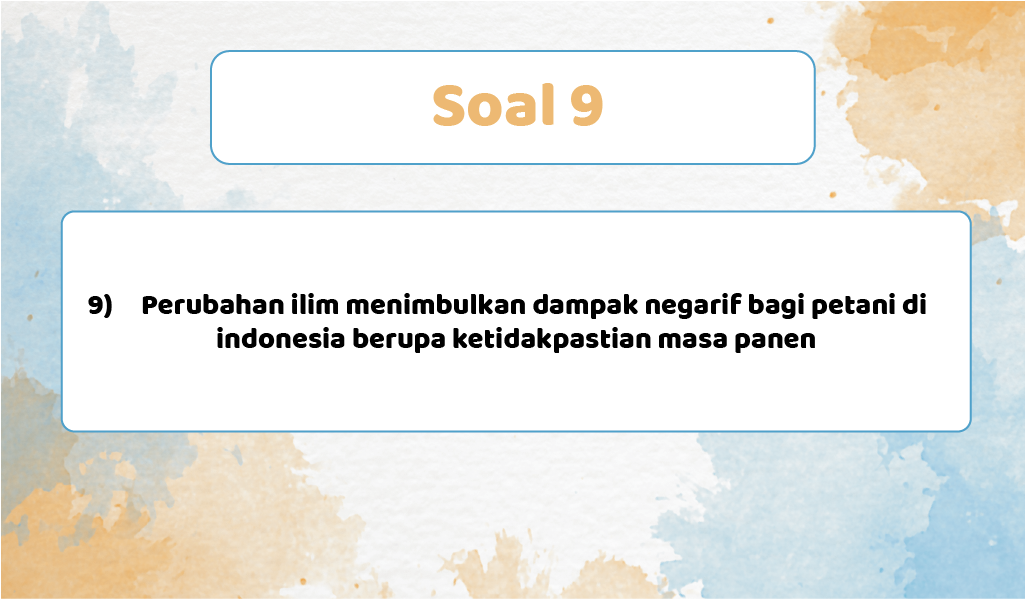 Soal 9
9) Perubahan ilim menimbulkan dampak negarif bagi petani di
indonesia berupa ketidakpastian masa panen